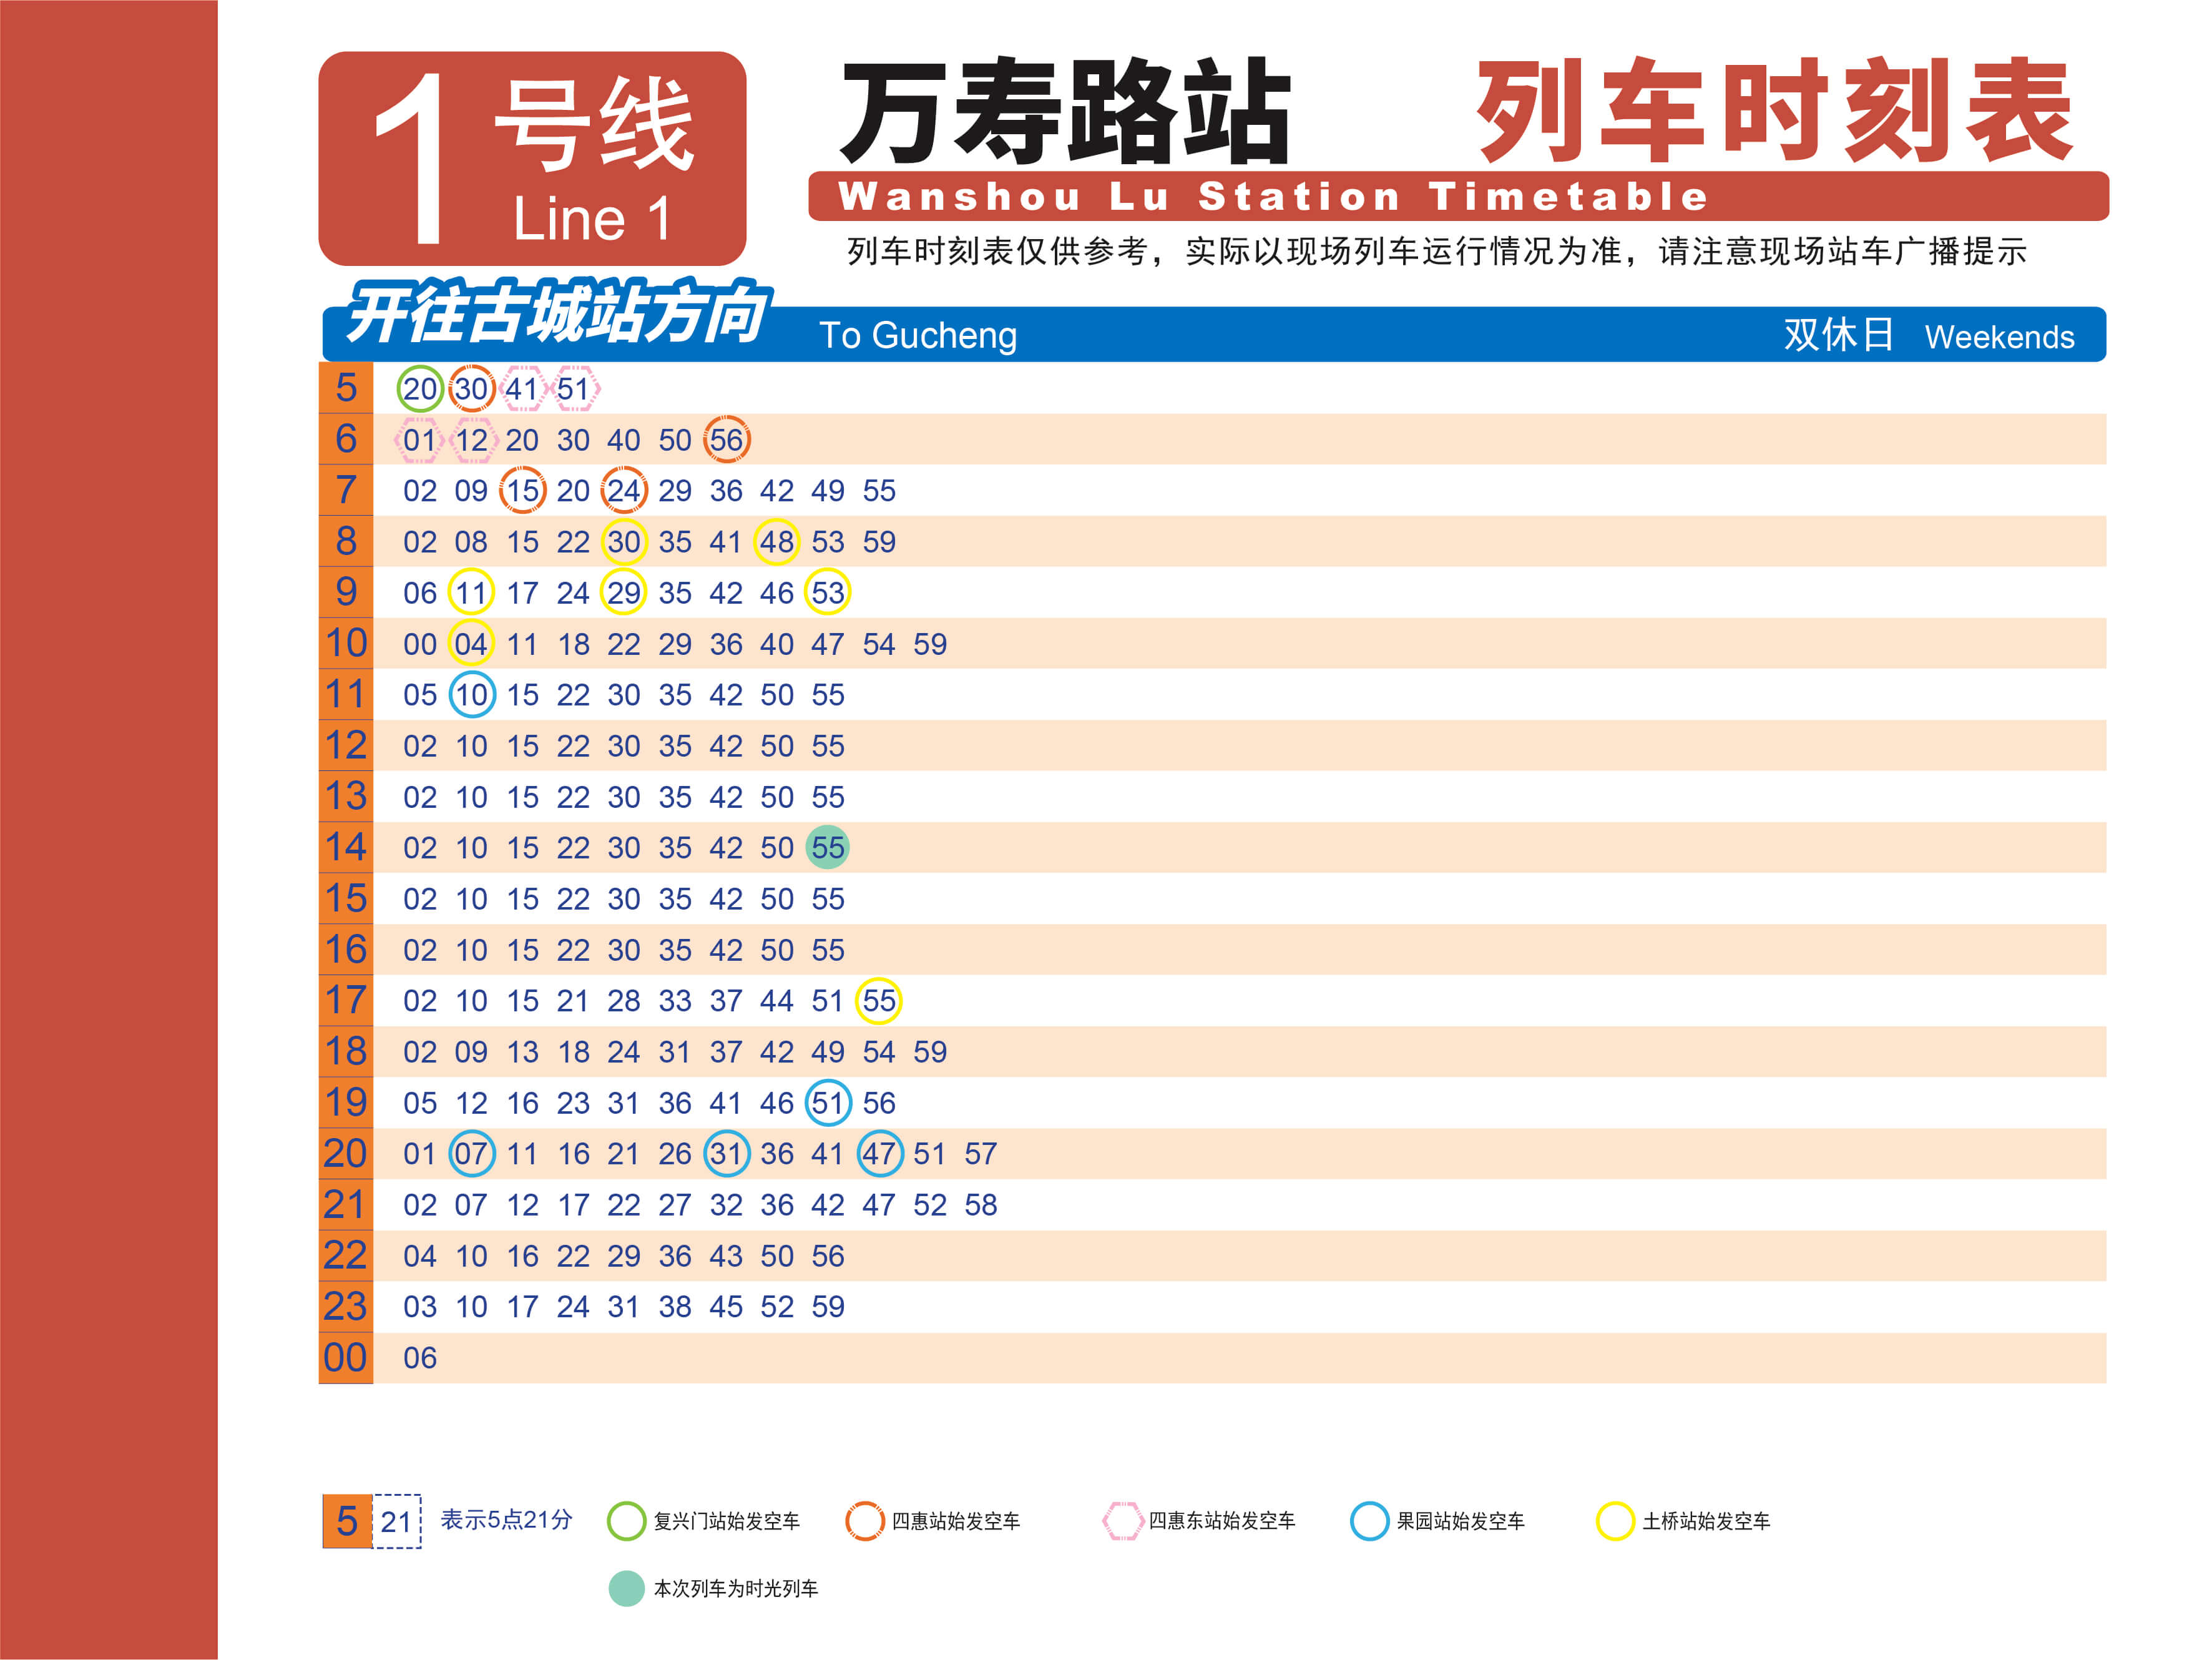 1号线
Line 1
万寿路站 列车时刻表
Wanshou Lu Station Timetable
列车时刻表仅供参考，实际以现场列车运行情况为准，请注意现场站车广播提示
开往古城站方向 To Gucheng 双休日 Weekends
5 20 30 41 51
6 01 12 20 30 40 50 56
7 02 09 15 20 24 29 36 42 49 55
8 02 08 15 22 30 35 41 48 53 59
9 06 11 17 24 29 35 42 46 53
10 00 04 11 18 22 29 36 40 47 54 59
11 05 10 15 22 30 35 42 50 55
12 02 10 15 22 30 35 42 50 55
13 02 10 15 22 30 35 42 50 55
14 02 10 15 22 30 35 42 50 55
15 02 10 15 22 30 35 42 50 55
16 02 10 15 22 30 35 42 50 55
17 02 10 15 21 28 33 37 44 51 55
18 02 09 13 18 24 31 37 42 49 54 59
19 05 12 16 23 31 36 41 46 51 56
20 01 07 11 16 21 26 31 36 41 47 51 57
21 02 07 12 17 22 27 32 36 42 47 52 58
22 04 10 16 22 29 36 43 50 56
23 03 10 17 24 31 38 45 52 59
00 06
5 21 表示5点21分 复兴门站始发空车 四惠站始发空车 四惠东站始发空车 果园站始发空车 土桥站始发空车
本次列车为时光列车